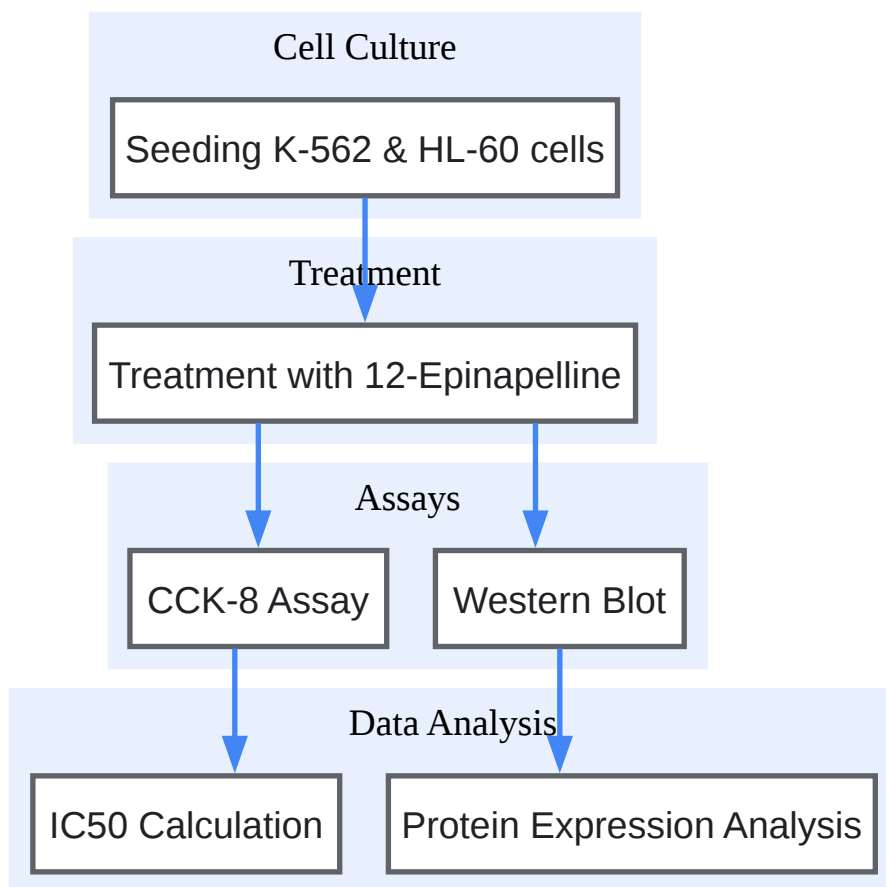 Cell Culture
Seeding K-562 & HL-60 cells
Treatment
Treatment with 12-Epinapelline
Assays
CCK-8 Assay
Western Blot
Data Analysis
IC50 Calculation
Protein Expression Analysis